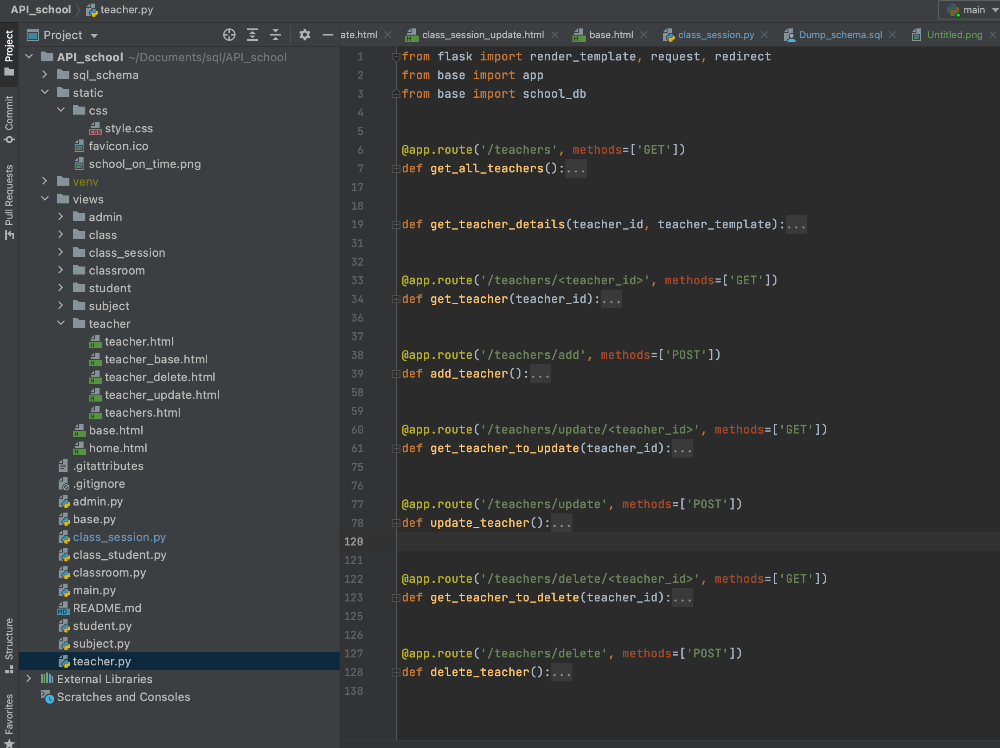 API_school
teacher.py
main
Project
Commit
Pull Requests
Structure
Favorites
Project
API_school ~/Documents/sql/API_school
sql_schema
static
css
style.css
favicon.ico
school_on_time.png
venv
views
admin
class
class_session
classroom
student
subject
teacher
teacher.html
teacher_base.html
teacher_delete.html
teacher_update.html
teachers.html
base.html
home.html
.gitattributes
.gitignore
admin.py
base.py
class_session.py
class_student.py
classroom.py
main.py
README.md
student.py
subject.py
teacher.py
External Libraries
Scratches and Consoles
ate.html class_session_update.html base.html class_session.py Dump_schema.sql Untitled.png
1 from flask import render_template, request, redirect
2 from base import app
3 from base import school_db
4
5
6 @app.route('/teachers', methods=['GET'])
7 def get_all_teachers():...
17
18
19 def get_teacher_details(teacher_id, teacher_template):...
31
32
33 @app.route('/teachers/<teacher_id>', methods=['GET'])
34 def get_teacher(teacher_id):...
36
37
38 @app.route('/teachers/add', methods=['POST'])
39 def add_teacher():...
58
59
60 @app.route('/teachers/update/<teacher_id>', methods=['GET'])
61 def get_teacher_to_update(teacher_id):...
75
76
77 @app.route('/teachers/update', methods=['POST'])
78 def update_teacher():...
120
121
122 @app.route('/teachers/delete/<teacher_id>', methods=['GET'])
123 def get_teacher_to_delete(teacher_id):...
125
126
127 @app.route('/teachers/delete', methods=['POST'])
128 def delete_teacher():...
138